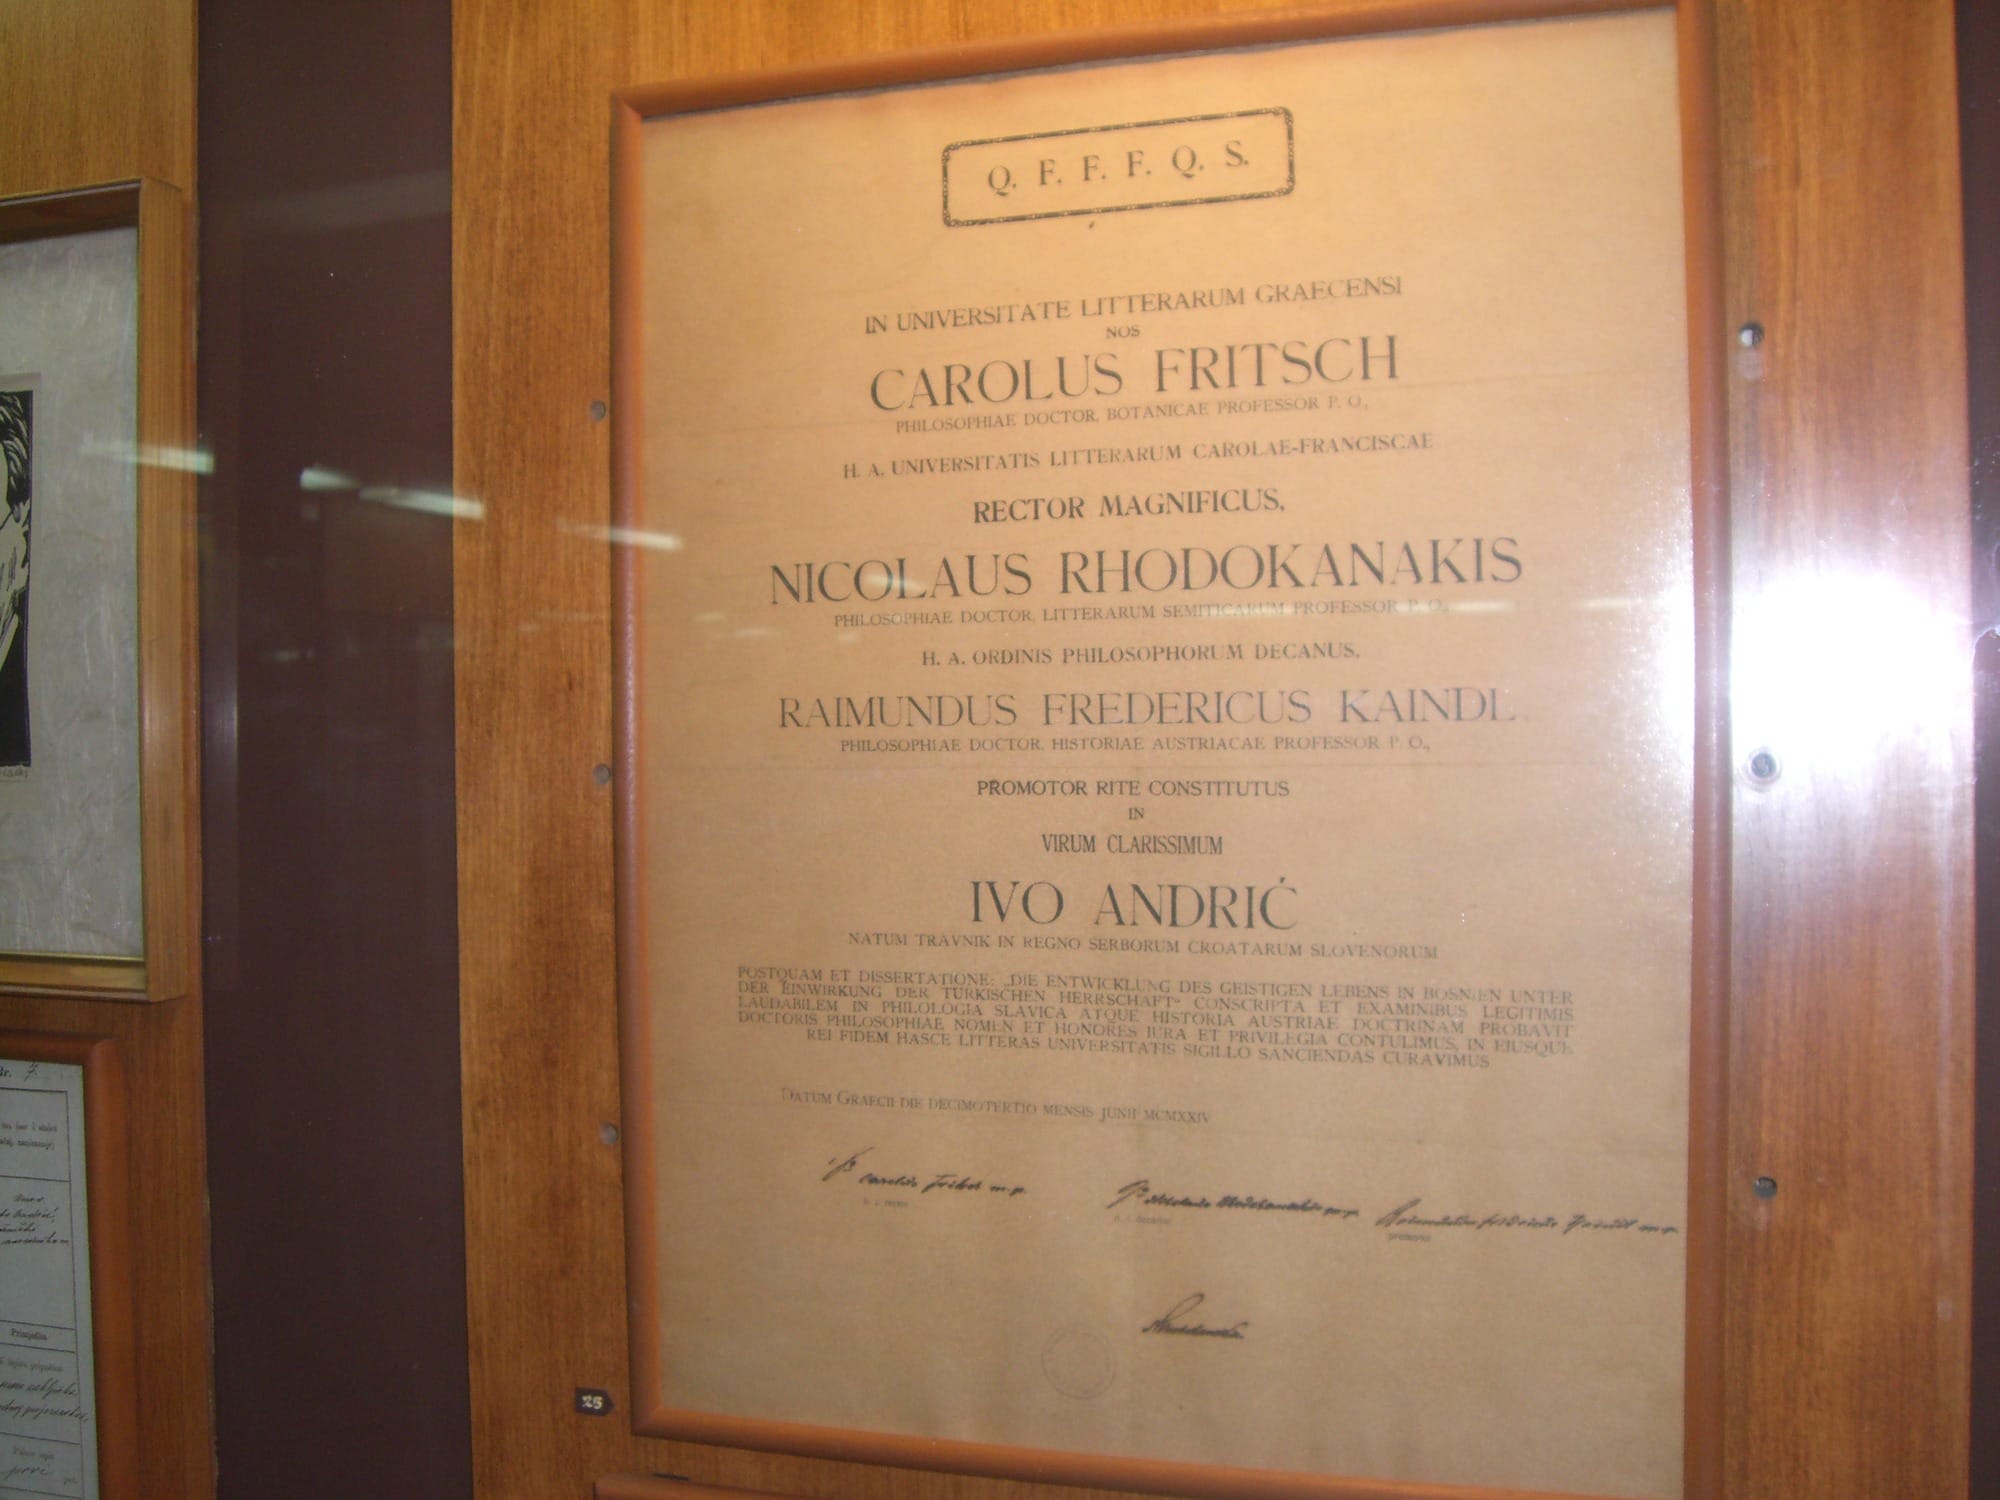 Q. F. F. F. Q. S.
IN UNIVERSITATE LITTERARUM GRAECENSI
NOS
CAROLUS FRITSCH
PHILOSOPHIAE DOCTOR, BOTANICAE PROFESSOR P. O.,
H. A. UNIVERSITATIS LITTERARUM CAROLAE-FRANCISCAE
RECTOR MAGNIFICUS,
NICOLAUS RHODOKANAKIS
PHILOSOPHIAE DOCTOR, LITTERARUM SEMITICARUM PROFESSOR P. O.,
H. A. ORDINIS PHILOSOPHORUM DECANUS,
RAIMUNDUS FREDERICUS KAINDL
PHILOSOPHIAE DOCTOR, HISTORIAE AUSTRIACAE PROFESSOR P. O.,
PROMOTOR RITE CONSTITUTUS
IN
VIRUM CLARISSIMUM
IVO ANDRIĆ
NATUM TRAVNIK IN REGNO SERBORUM CROATARUM SLOVENORUM
POSTQUAM ET DISSERTATIONE: „DIE ENTWICKLUNG DES GEISTIGEN LEBENS IN BOSNIEN UNTER
DER EINWIRKUNG DER TÜRKISCHEN HERRSCHAFT“ CONSCRIPTA ET EXAMINIBUS LEGITIMIS
LAUDABILEM IN PHILOLOGIA SLAVICA ATQUE HISTORIA AUSTRIAE DOCTRINAM PROBAVIT
DOCTORIS PHILOSOPHIAE NOMEN ET HONORES IURA ET PRIVILEGIA CONTULIMUS, IN EIUSQUE
REI FIDEM HASCE LITTERAS UNIVERSITATIS SIGILLO SANCIENDAS CURAVIMUS
DATUM GRAECII DIE DECIMOTERTIO MENSIS JUNII MCMXXIV
Carolus Fritsch m. p.
promotor
25
Primjedba
prvi